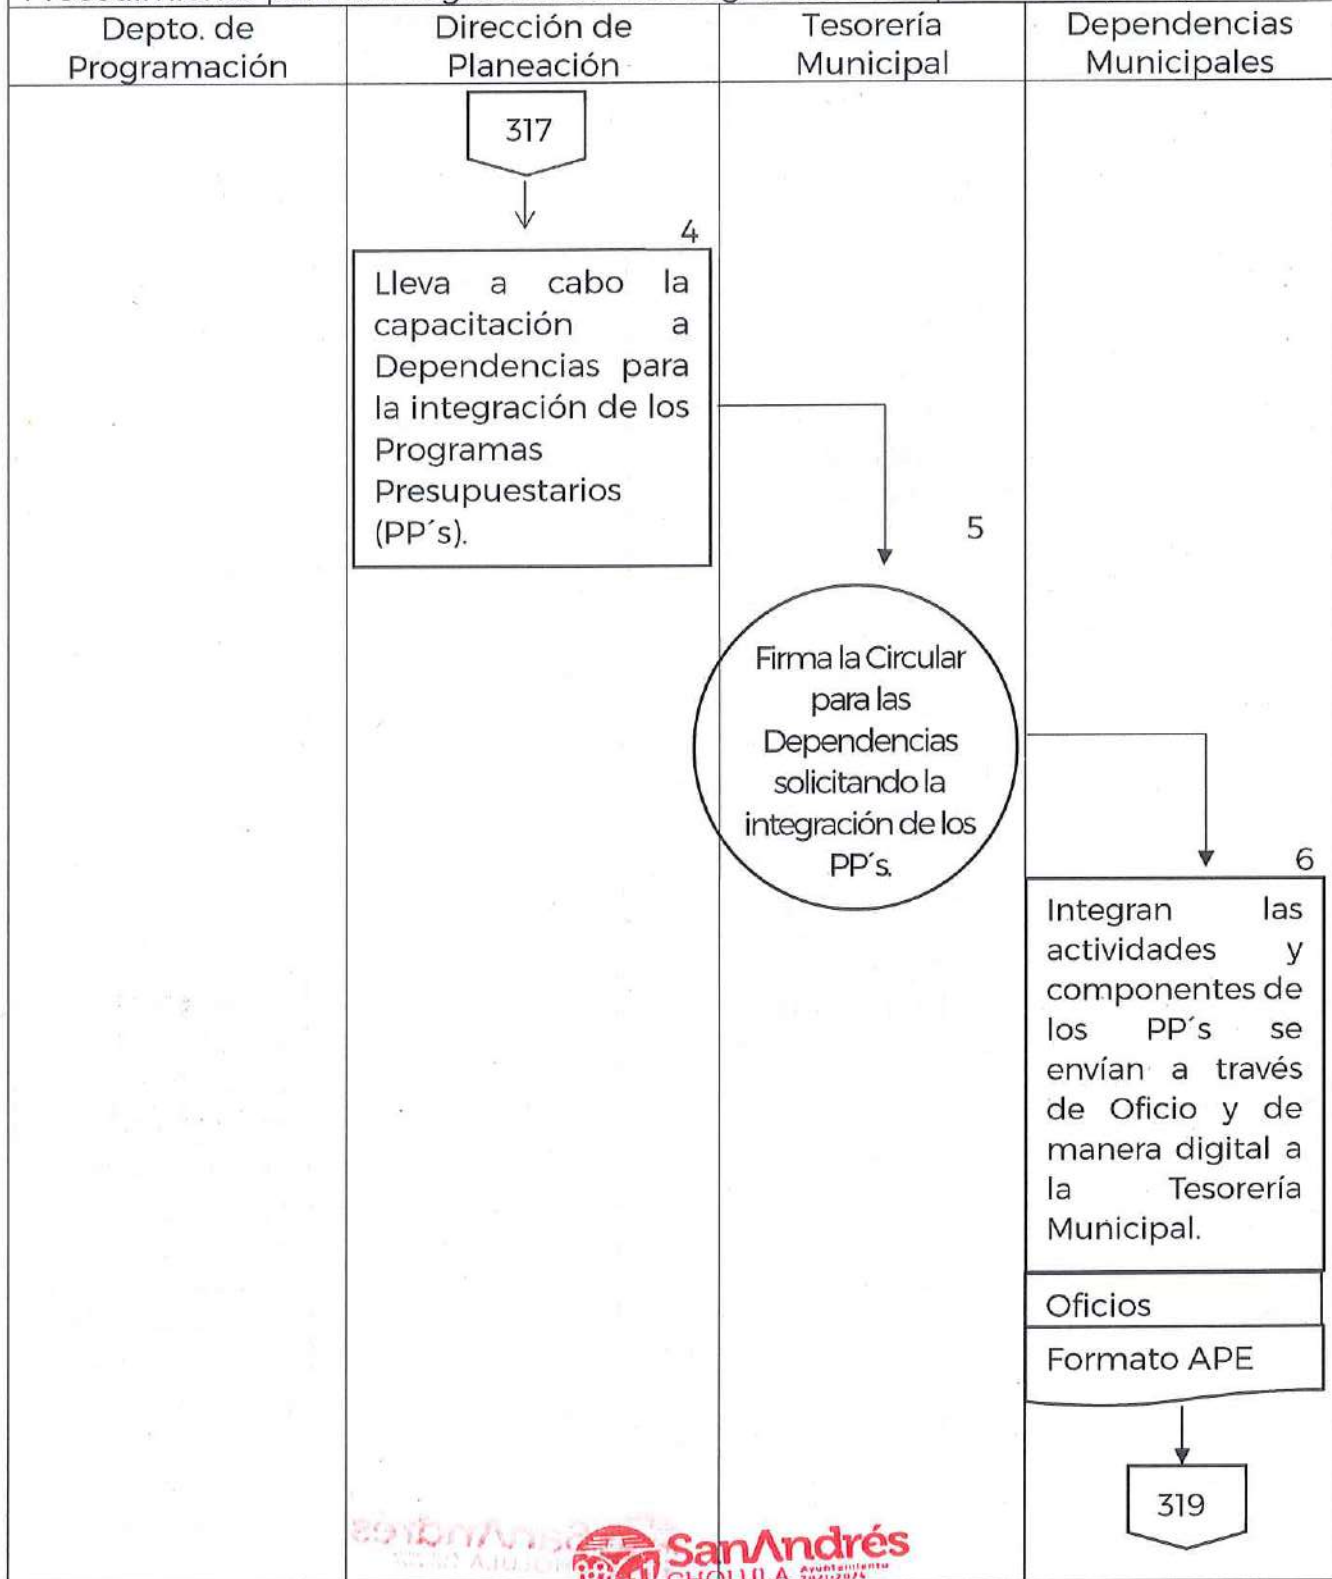 Depto. de
Programación
Dirección de
Planeación
Tesorería
Municipal
Dependencias
Municipales
317
4
Lleva a cabo la
capacitación a
Dependencias para
la integración de los
Programas
Presupuestarios
(PP´s).
5
Firma la Circular
para las
Dependencias
solicitando la
integración de los
PP´s.
6
Integran las
actividades y
componentes de
los PP´s se
envían a través
de Oficio y de
manera digital a
la Tesorería
Municipal.
Oficios
Formato APE
319
SanAndrés
CHOLULA